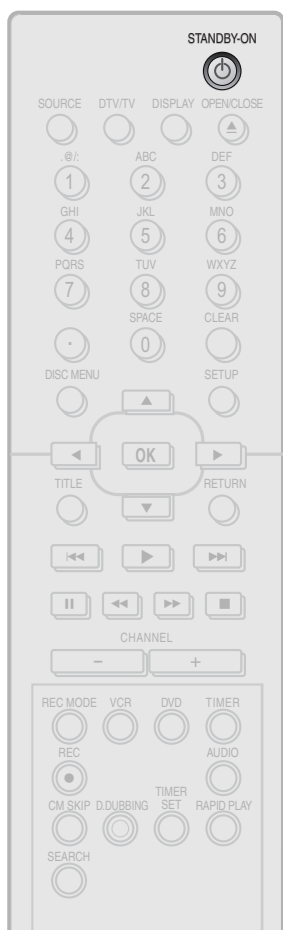 STANDBY-ON
SOURCE DTV/TV DISPLAY OPEN/CLOSE
.@/: ABC DEF
1 2 3
GHI JKL MNO
4 5 6
PQRS TUV WXYZ
7 8 9
SPACE CLEAR
. 0
DISC MENU SETUP
OK
TITLE RETURN
CHANNEL
- +
REC MODE VCR DVD TIMER
REC AUDIO
CM SKIP D.DUBBING TIMER SET RAPID PLAY
SEARCH